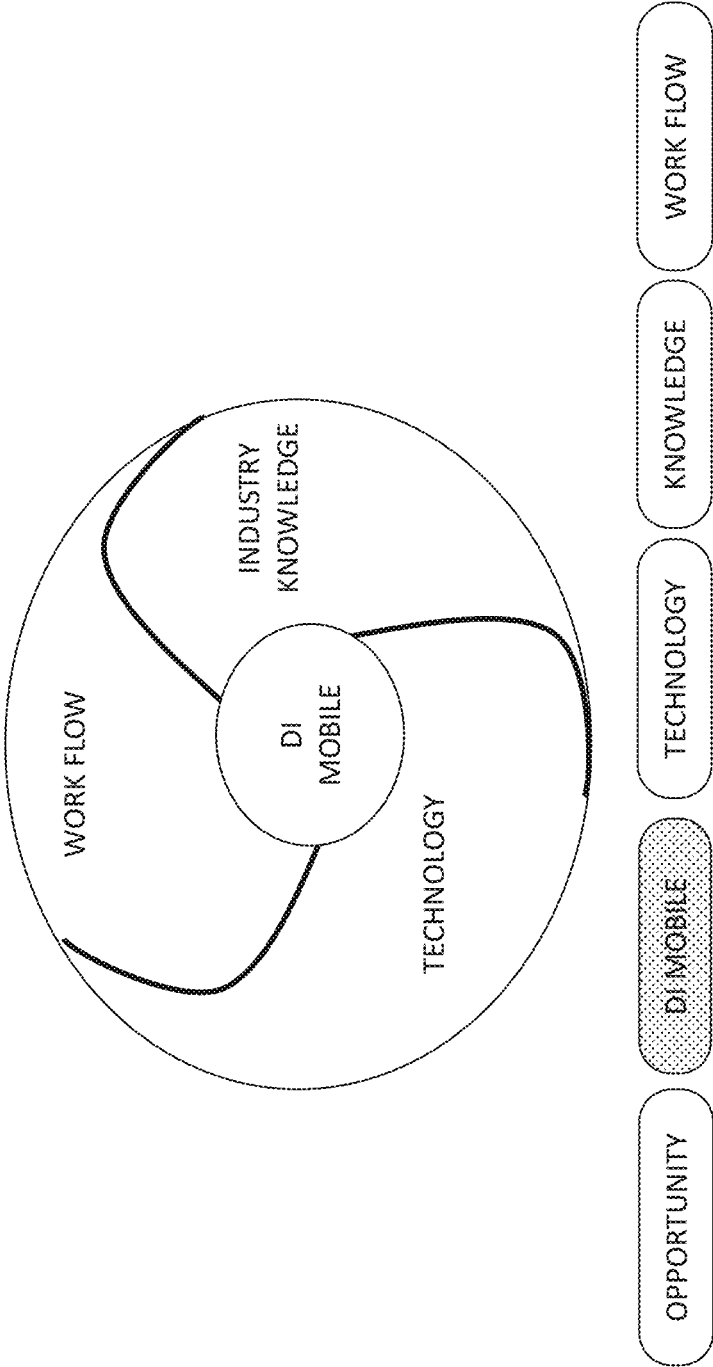 WORK FLOW
INDUSTRY
KNOWLEDGE
DI
MOBILE
TECHNOLOGY
OPPORTUNITY
DI MOBILE
TECHNOLOGY
KNOWLEDGE
WORK FLOW